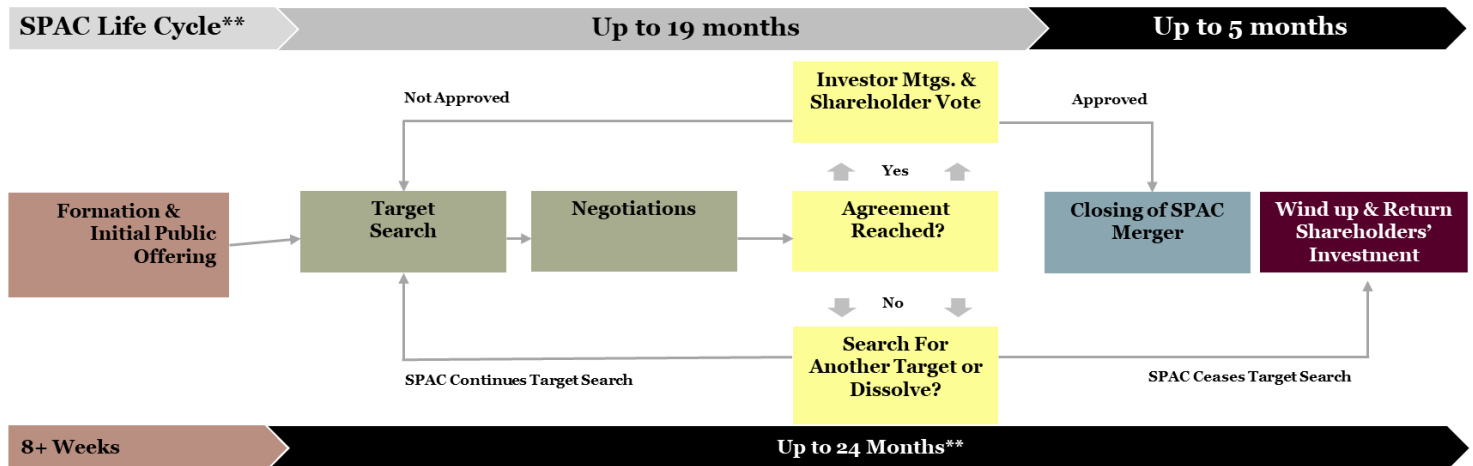 SPAC Life Cycle**
Up to 19 months
Up to 5 months
Investor Mtgs. &
Shareholder Vote
Not Approved
Approved
Yes
Formation &
Initial Public
Offering
Target
Search
Negotiations
Agreement
Reached?
Closing of SPAC
Merger
Wind up & Return
Shareholders’
Investment
No
Search For
Another Target or
Dissolve?
SPAC Continues Target Search
SPAC Ceases Target Search
8+ Weeks
Up to 24 Months**